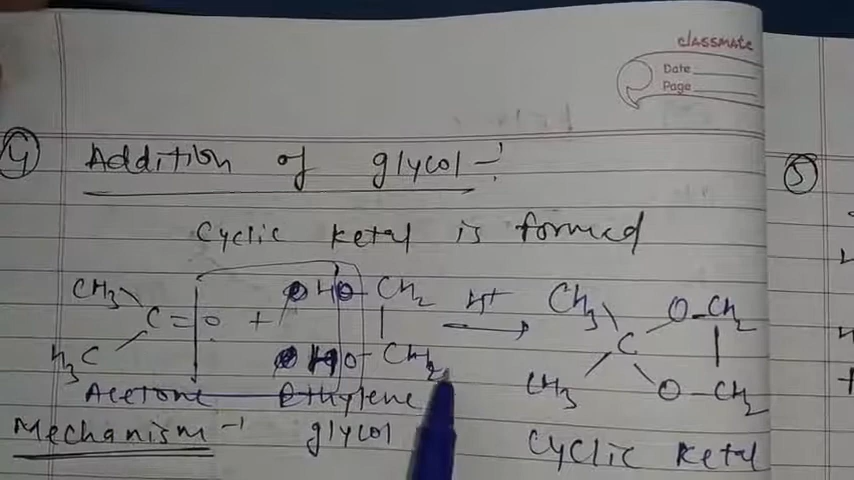 classmate
Date
Page
④ Addition of glycol -:
⑤
Cyclic ketal is formed
CH3 HO - CH2 H+ CH3 O - CH2
C = O + C
H3C HO - CH2 CH3 O - CH2
Acetone Ethylene
Mechanism - glycol Cyclic Ketal